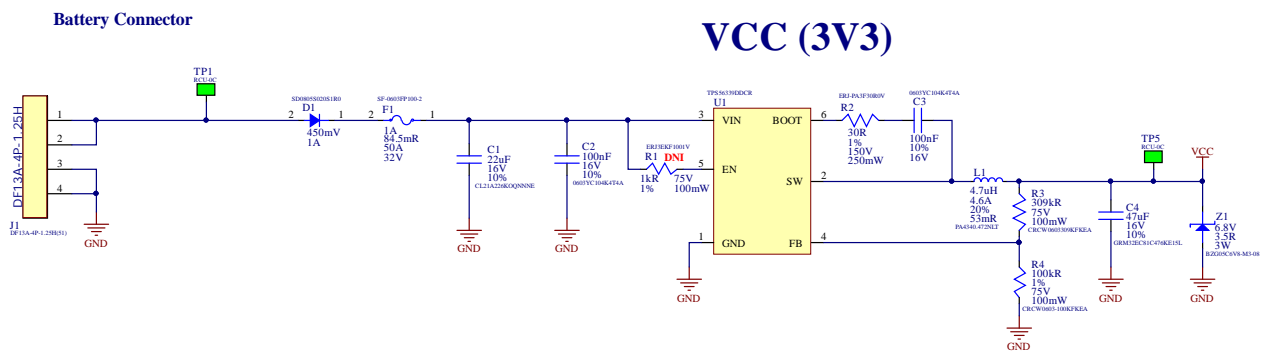 Battery Connector
VCC (3V3)
TP1
RCU-0C
DF13A-4P-1.25H
1
2
3
4
J1
DF13A-4P-1.25H(51)
GND
SD0805S020S1R0
D1
2
1
450mV
1A
SF-0603FP100-2
F1
2
1
1A
84.5mR
50A
32V
C1
22uF
16V
10%
CL21A226KOQNNNE
GND
C2
100nF
16V
10%
0603YC104K4T4A
GND
ERJ3EKF1001V
R1
DNI
1kR
1%
75V
100mW
TPS56339DDCR
U1
3
VIN
5
EN
1
GND
BOOT
6
SW
2
FB
4
GND
ERJ-PA3F30R0V
R2
30R
1%
150V
250mW
0603YC104K4T4A
C3
100nF
10%
16V
L1
4.7uH
4.6A
20%
53mR
PA4340.472NLT
R3
309kR
75V
100mW
CRCW0603309KFKEA
R4
100kR
1%
75V
100mW
CRCW0603-100KFKEA
GND
C4
47uF
16V
10%
GRM32EC81C476KE15L
GND
TP5
RCU-0C
VCC
Z1
6.8V
3.5R
3W
BZG05C6V8-M3-08
GND